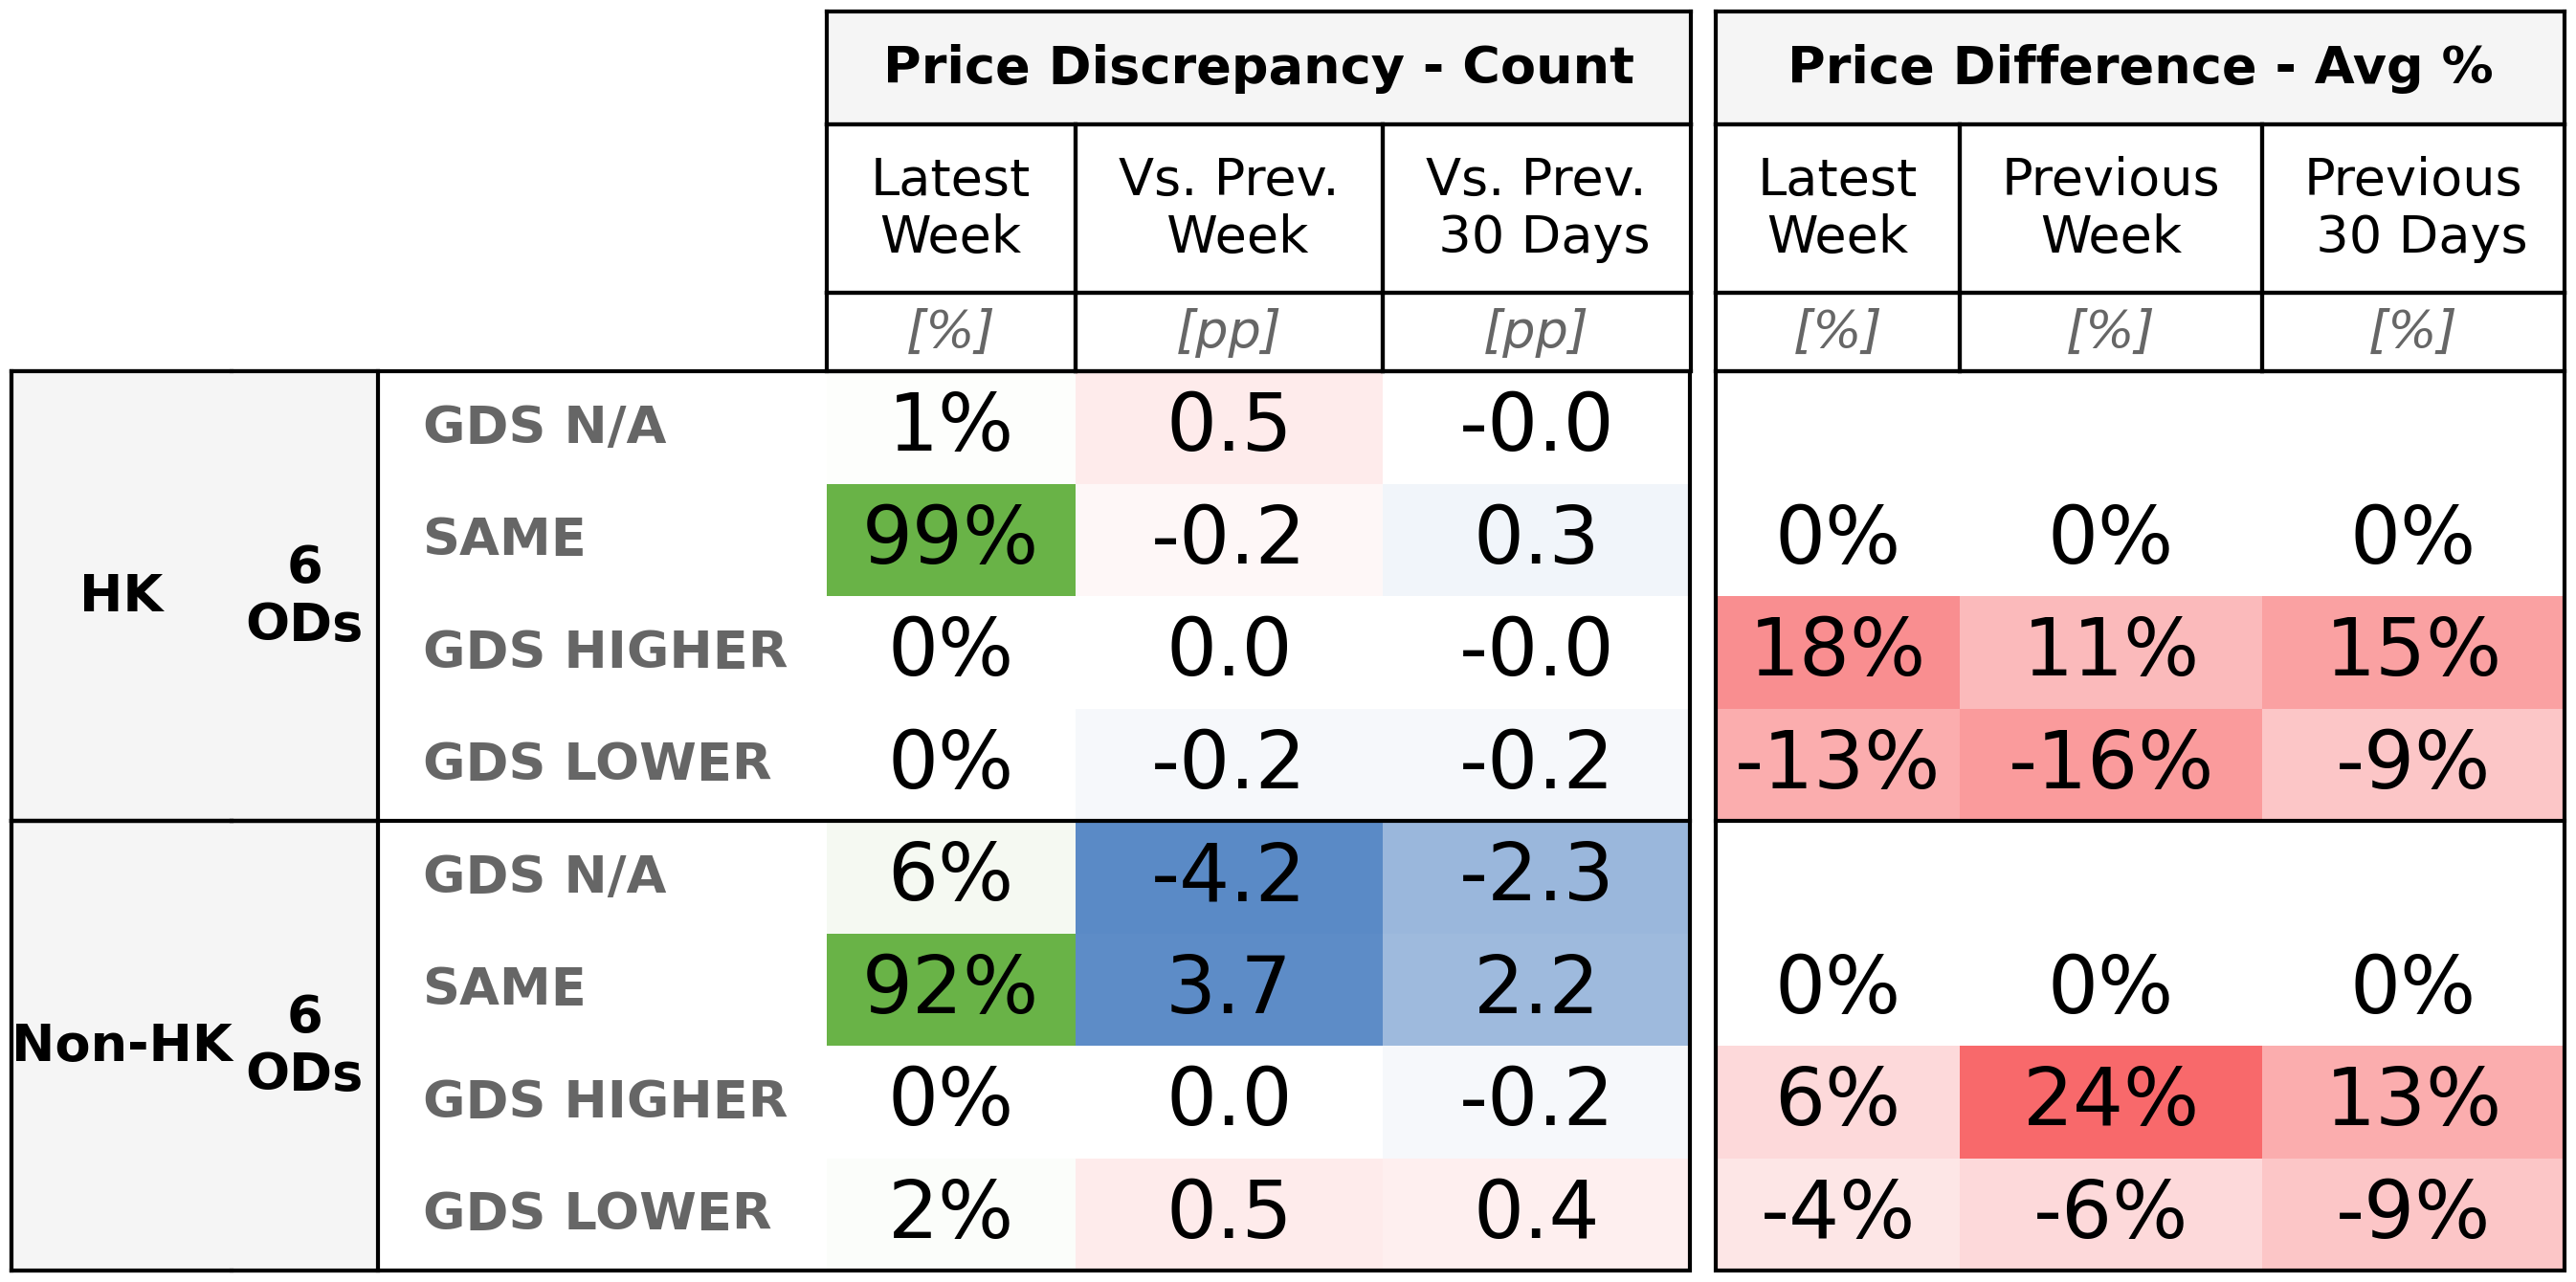 Price Discrepancy - Count Price Difference - Avg %
Latest Week Vs. Prev. Week Vs. Prev. 30 Days Latest Week Previous Week Previous 30 Days
[%] [pp] [pp] [%] [%] [%]
HK 6 ODs
GDS N/A 1% 0.5 -0.0
SAME 99% -0.2 0.3 0% 0% 0%
GDS HIGHER 0% 0.0 -0.0 18% 11% 15%
GDS LOWER 0% -0.2 -0.2 -13% -16% -9%
Non-HK 6 ODs
GDS N/A 6% -4.2 -2.3
SAME 92% 3.7 2.2 0% 0% 0%
GDS HIGHER 0% 0.0 -0.2 6% 24% 13%
GDS LOWER 2% 0.5 0.4 -4% -6% -9%